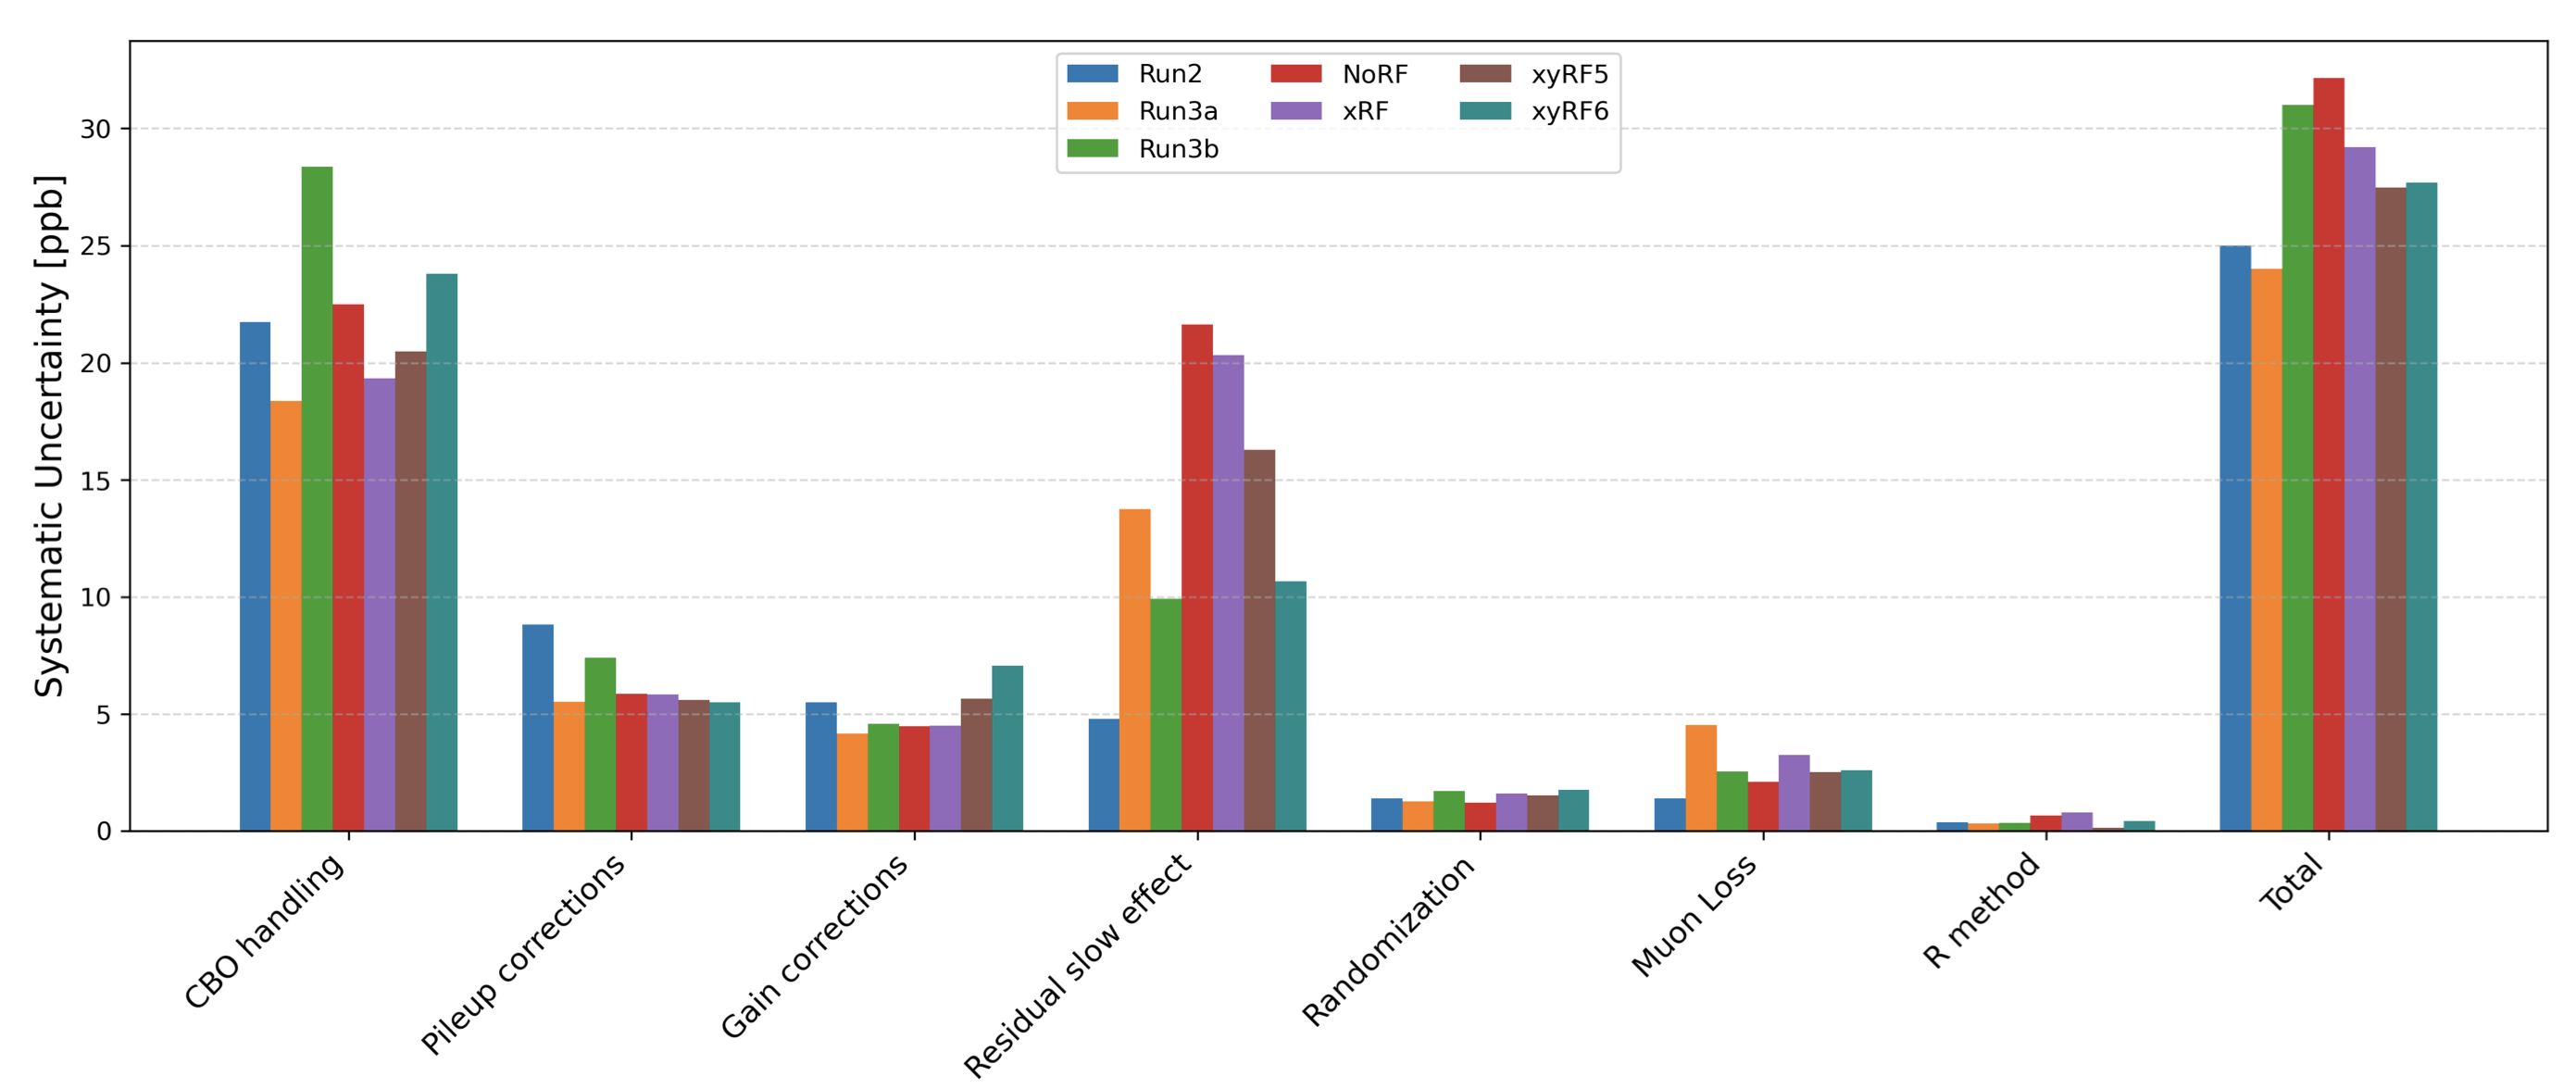 Systematic Uncertainty [ppb]
30
25
20
15
10
5
0
Run2
Run3a
Run3b
NoRF
xRF
xyRF5
xyRF6
CBO handling
Pileup corrections
Gain corrections
Residual slow effect
Randomization
Muon Loss
R method
Total